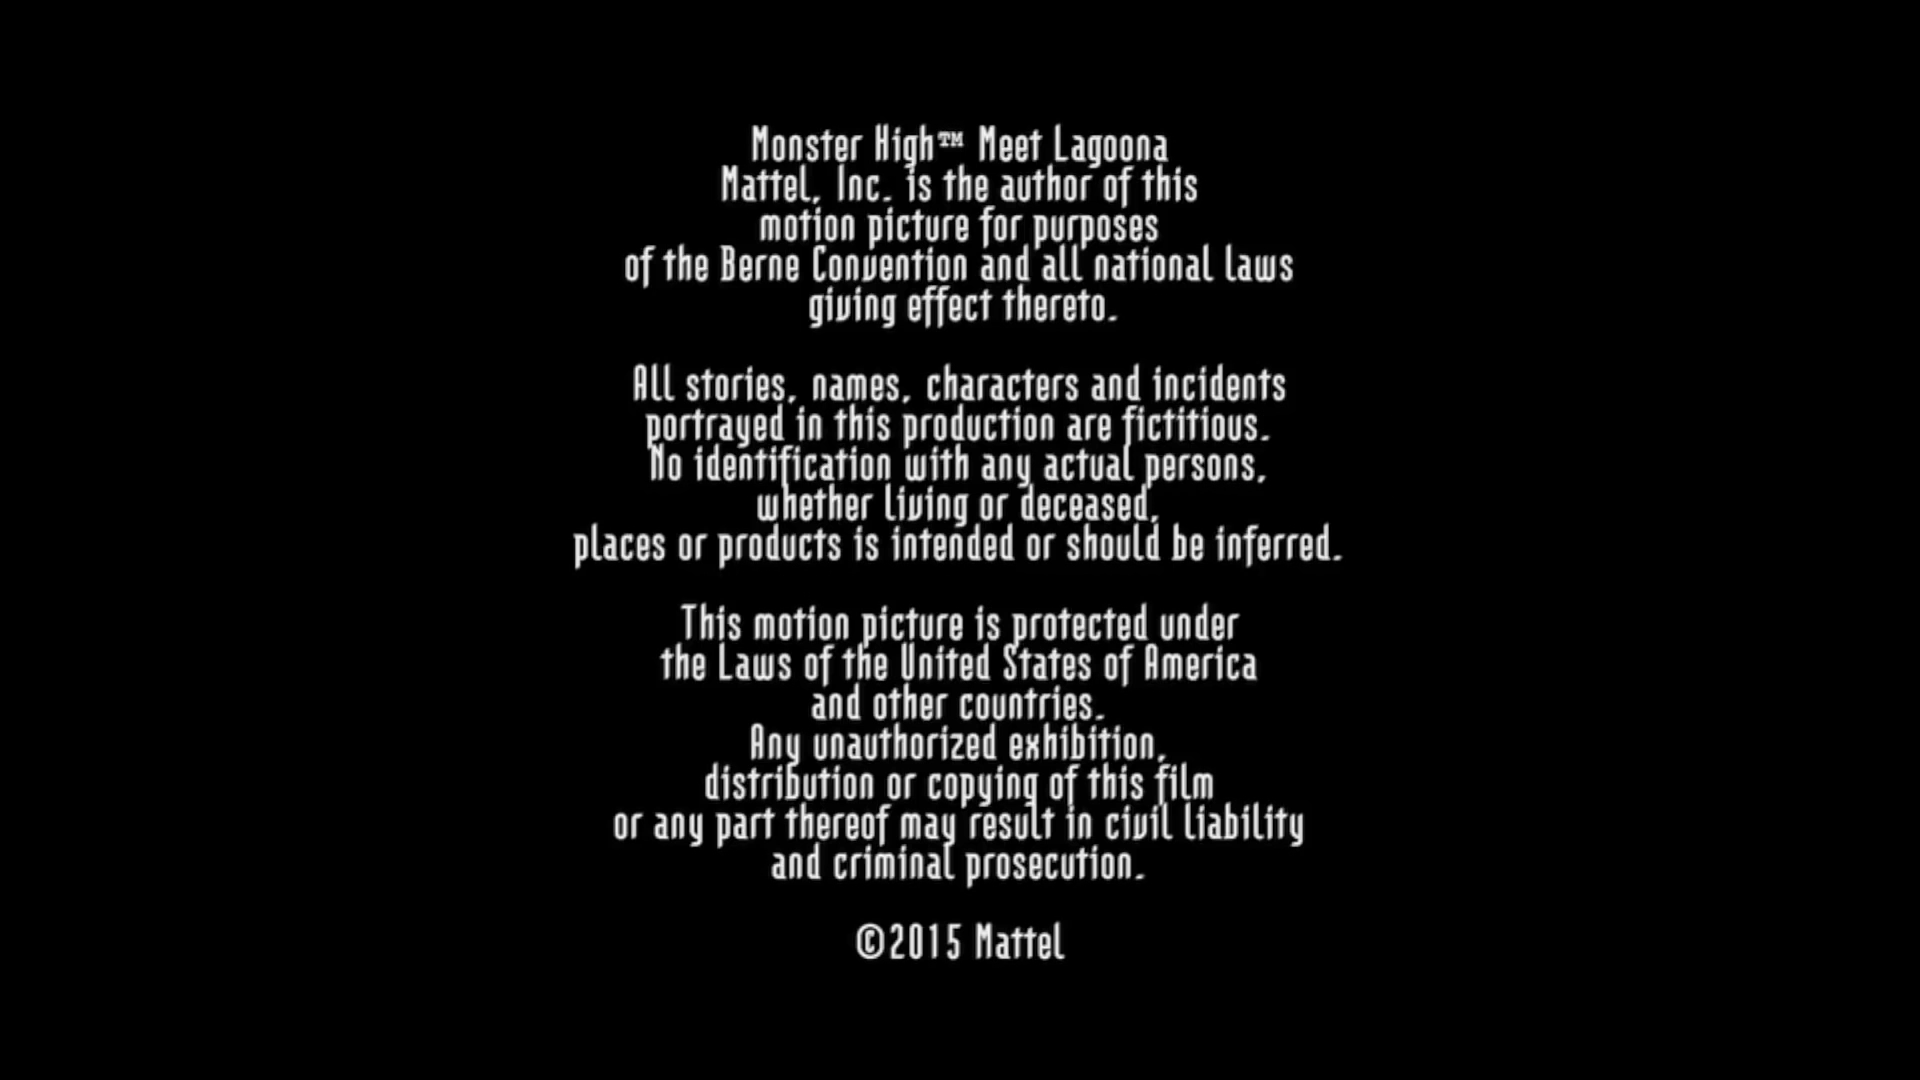 Monster High™ Meet Lagoona
Mattel, Inc. is the author of this
motion picture for purposes
of the Berne Convention and all national laws
giving effect thereto.
All stories, names, characters and incidents
portrayed in this production are fictitious.
No identification with any actual persons,
whether living or deceased,
places or products is intended or should be inferred.
This motion picture is protected under
the Laws of the United States of America
and other countries.
Any unauthorized exhibition,
distribution or copying of this film
or any part thereof may result in civil liability
and criminal prosecution.
©2015 Mattel